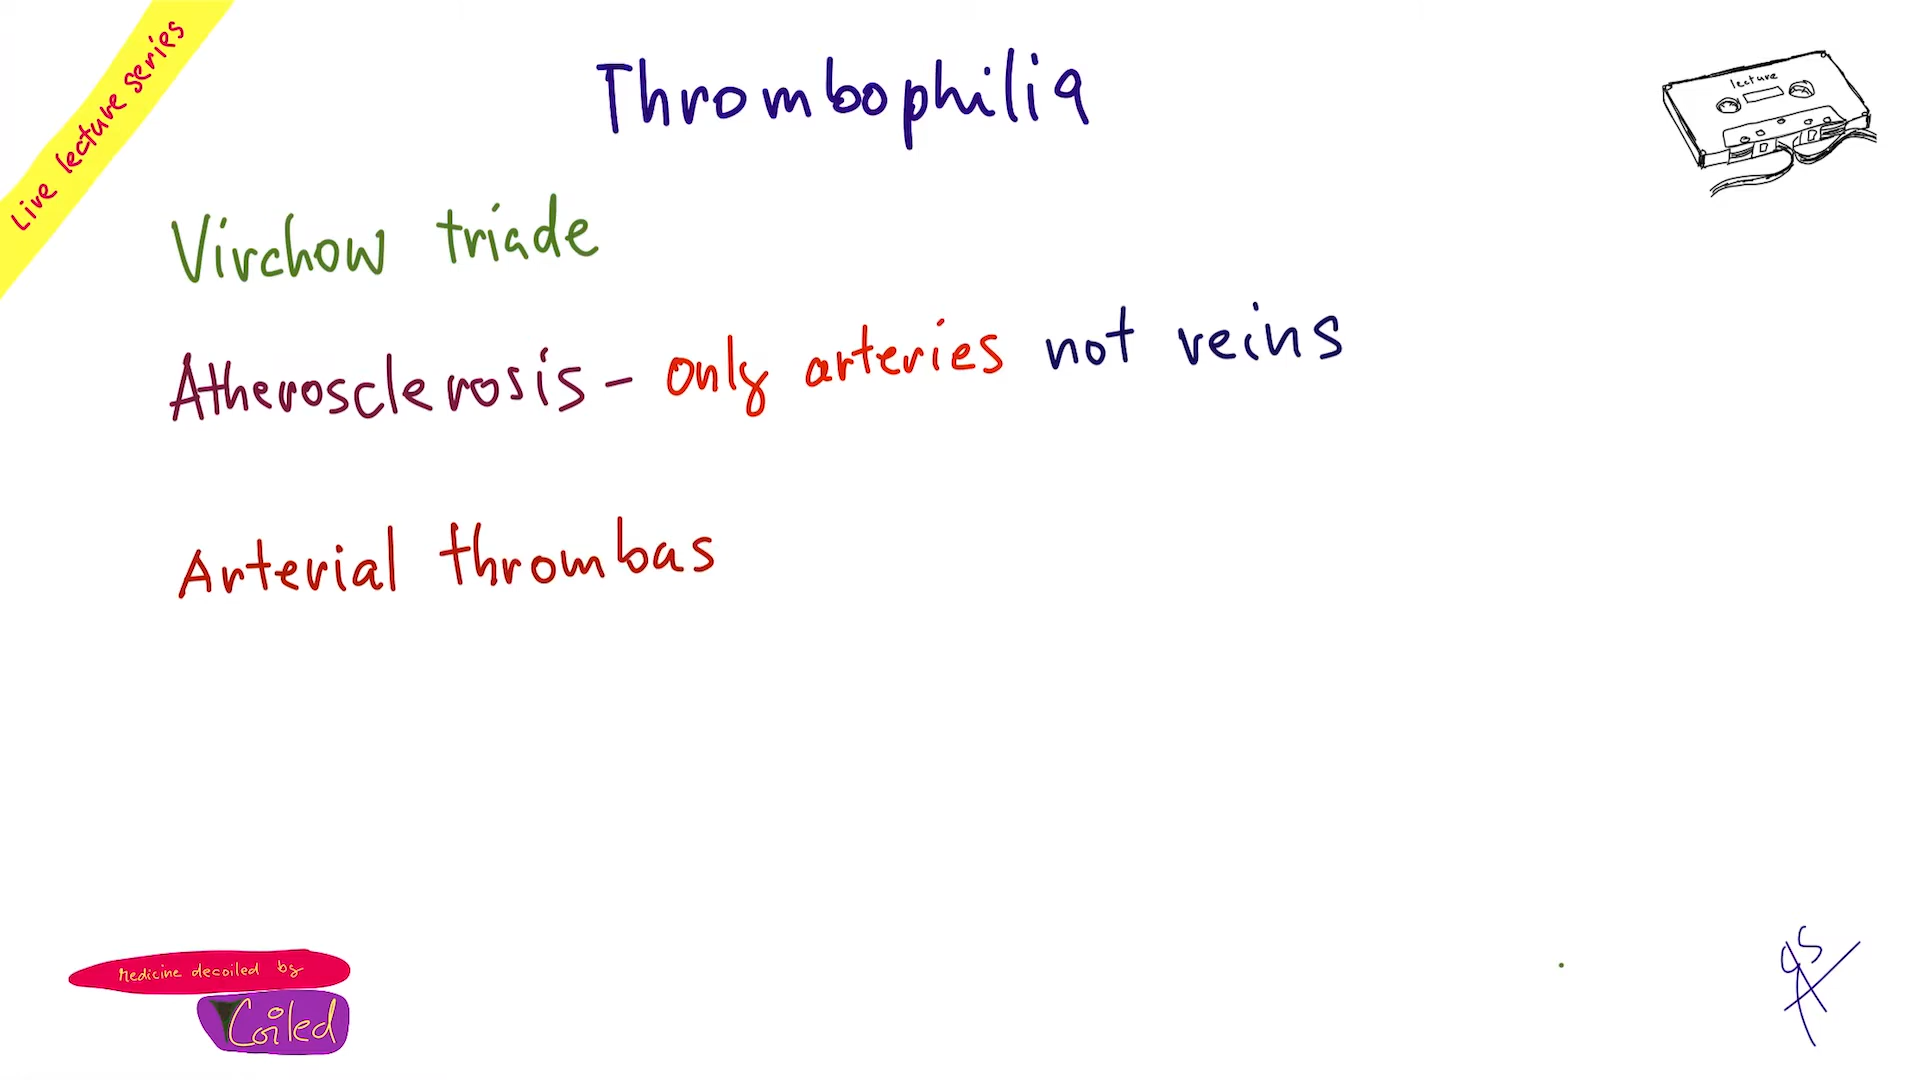 Live lecture series
Thrombophilia
lecture
Virchow triade
Atherosclerosis - only arteries not veins
Arterial thrombas
Medicine decoiled by
Coiled